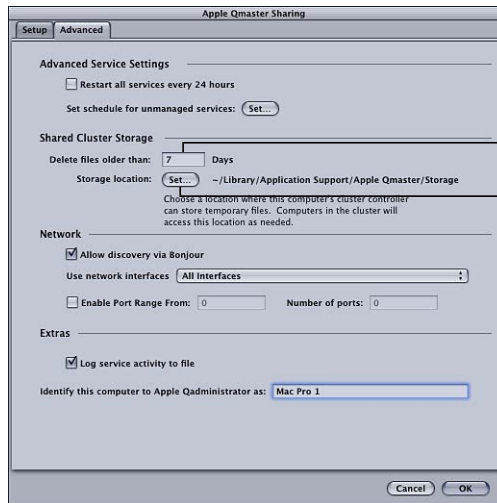 Apple Qmaster Sharing
Setup Advanced
Advanced Service Settings
Restart all services every 24 hours
Set schedule for unmanaged services: Set...
Shared Cluster Storage
Delete files older than: 7 Days
Storage location: Set... ~/Library/Application Support/Apple Qmaster/Storage
Choose a location where this computer's cluster controller
can store temporary files. Computers in the cluster will
access this location as needed.
Network
Allow discovery via Bonjour
Use network interfaces All Interfaces
Enable Port Range From: 0 Number of ports: 0
Extras
Log service activity to file
Identify this computer to Apple Qadministrator as: Mac Pro 1
Cancel OK